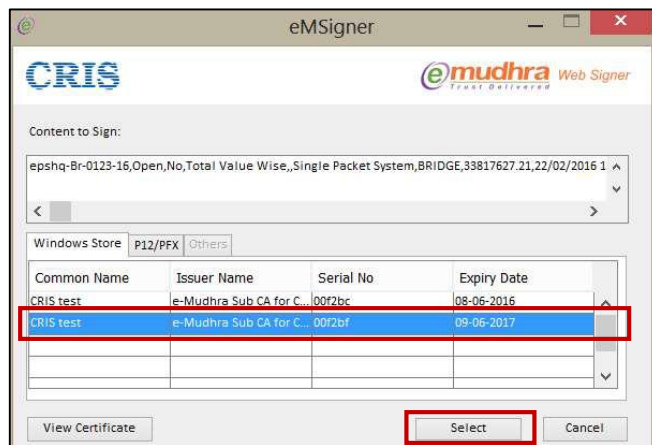 eMSigner
CRIS
emudhra Web Signer
Trust Delivered
Content to Sign:
epshq-Br-0123-16,Open,No,Total Value Wise,,Single Packet System,BRIDGE,33817627.21,22/02/2016 1
Windows Store P12/PFX Others
Common Name Issuer Name Serial No Expiry Date
CRIS test e-Mudhra Sub CA for C... 00f2bc 08-06-2016
CRIS test e-Mudhra Sub CA for C... 00f2bf 09-06-2017
View Certificate Select Cancel